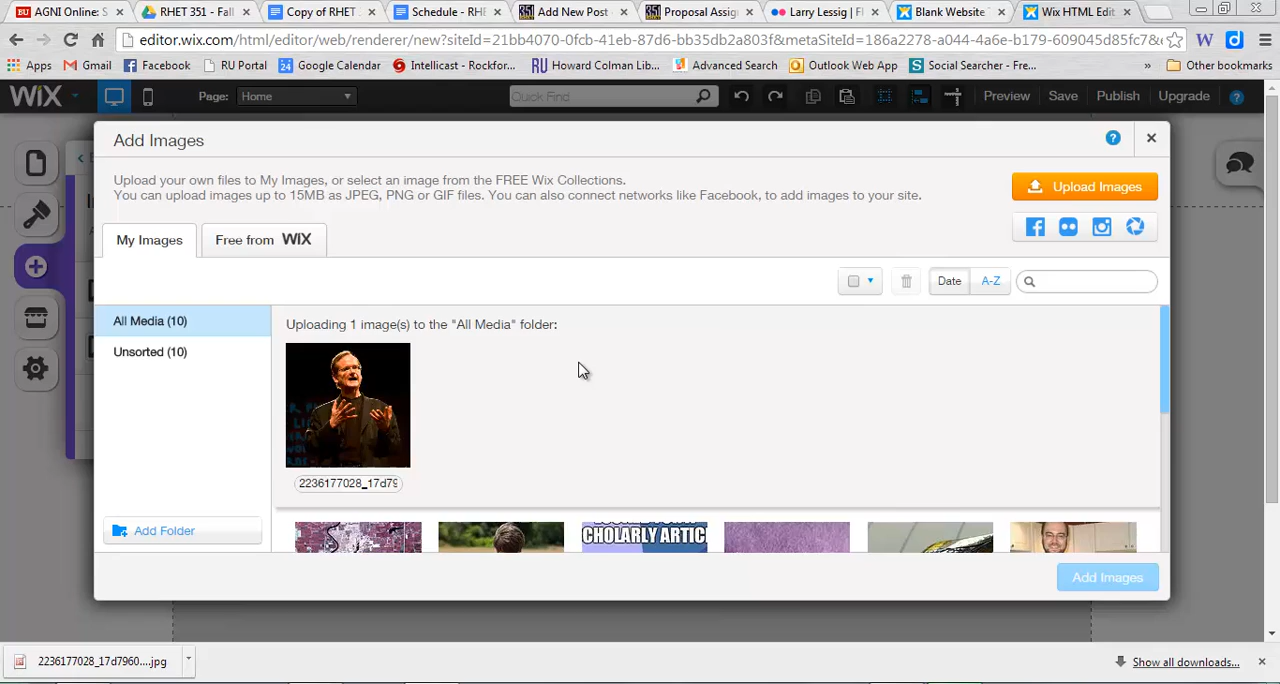 AGNI Online: S
RHET 351 - Fall
Copy of RHET
Schedule - RHE
Add New Post
Proposal Assig
Larry Lessig | Fl
Blank Website
Wix HTML Edit
editor.wix.com/html/editor/web/renderer/new?siteId=21bb4070-0fcb-41eb-87d6-bb35db2a803f&metaSiteId=186a2278-a044-4a6e-b179-609045d85fc7&e
Apps Gmail Facebook RU Portal Google Calendar Intellicast - Rockfor... Howard Colman Lib... Advanced Search Outlook Web App Social Searcher - Fre... » Other bookmarks
WiX Page: Home Quick Find Preview Save Publish Upgrade ?
Add Images
Upload your own files to My Images, or select an image from the FREE Wix Collections.
You can upload images up to 15MB as JPEG, PNG or GIF files. You can also connect networks like Facebook, to add images to your site.
Upload Images
My Images Free from WiX
Date A-Z
All Media (10)
Unsorted (10)
Uploading 1 image(s) to the "All Media" folder:
2236177028_17d79
CHOLARLY ARTIC
Add Folder
Add Images
2236177028_17d7960....jpg
Show all downloads...